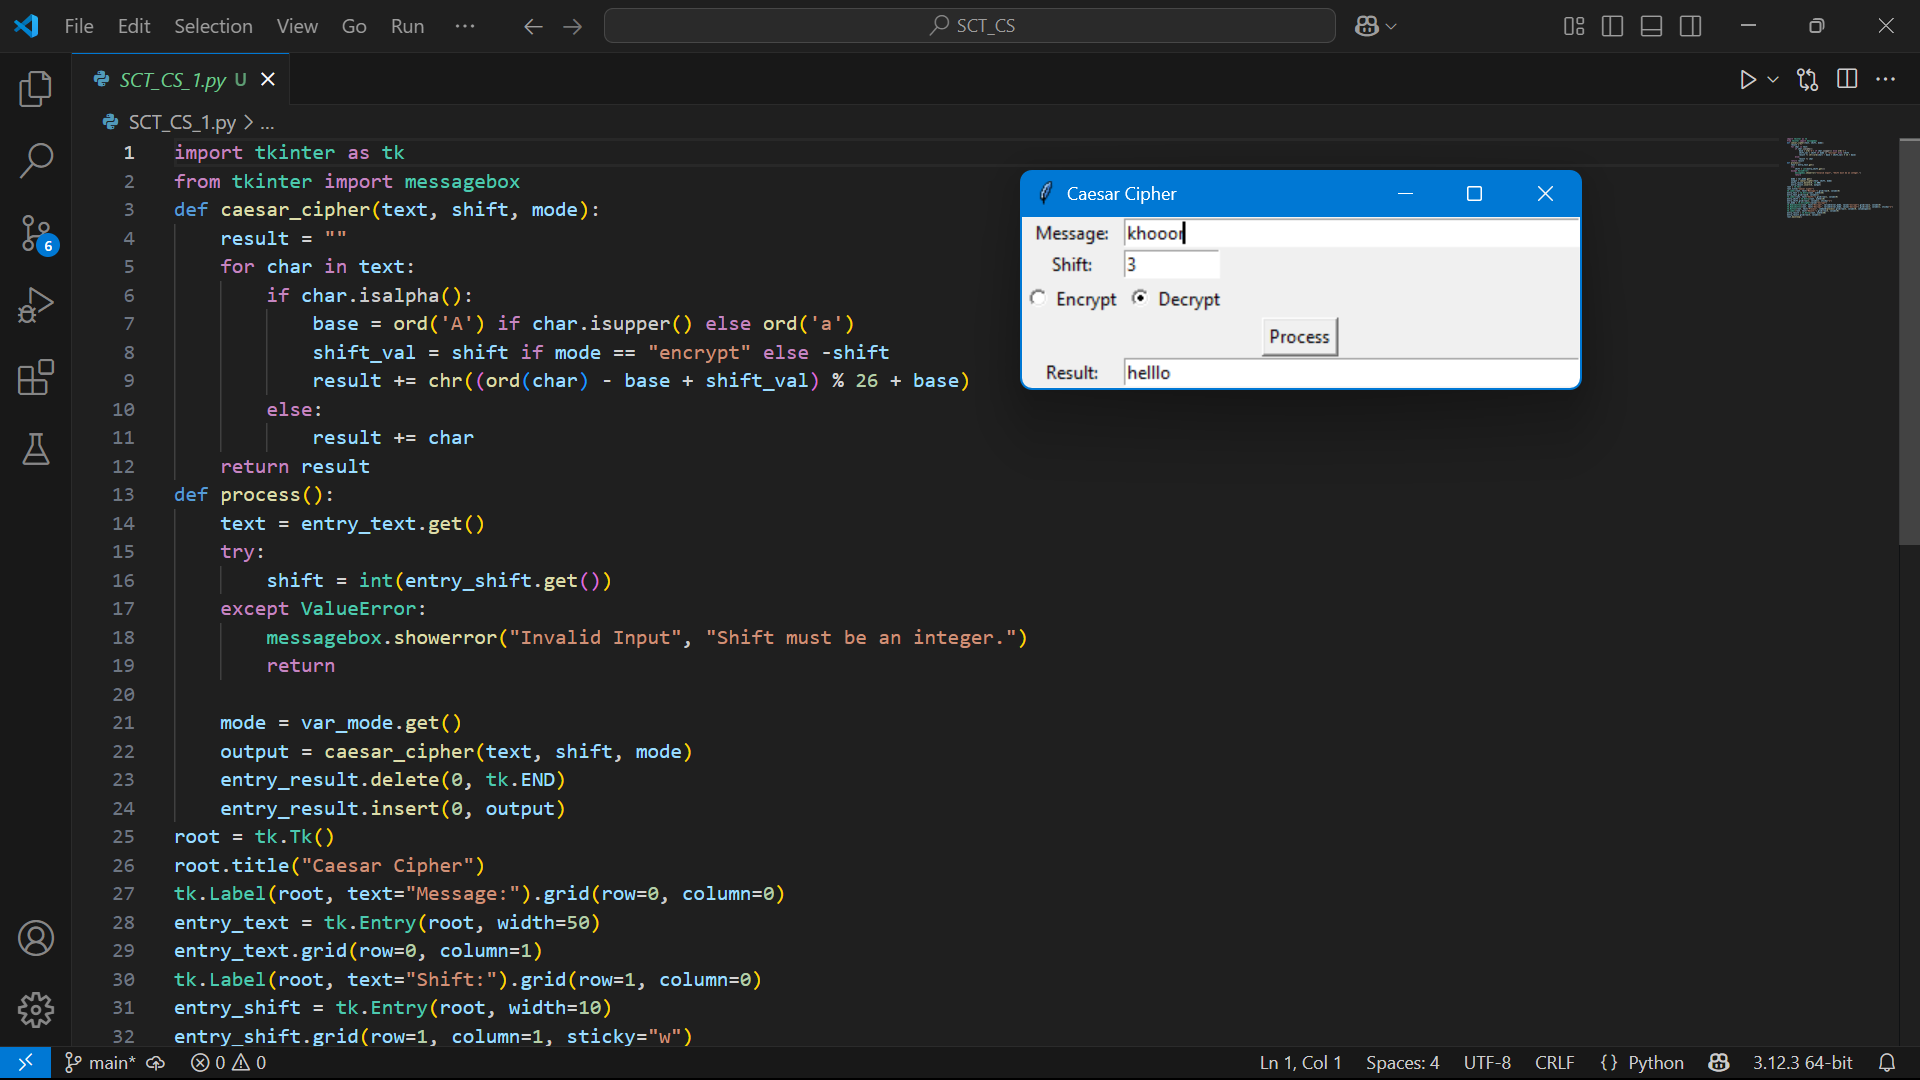 File Edit Selection View Go Run ··· SCT_CS
SCT_CS_1.py U
SCT_CS_1.py > ...
1 import tkinter as tk
2 from tkinter import messagebox
3 def caesar_cipher(text, shift, mode):
4 result = ""
5 for char in text:
6 if char.isalpha():
7 base = ord('A') if char.isupper() else ord('a')
8 shift_val = shift if mode == "encrypt" else -shift
9 result += chr((ord(char) - base + shift_val) % 26 + base)
10 else:
11 result += char
12 return result
13 def process():
14 text = entry_text.get()
15 try:
16 shift = int(entry_shift.get())
17 except ValueError:
18 messagebox.showerror("Invalid Input", "Shift must be an integer.")
19 return
20
21 mode = var_mode.get()
22 output = caesar_cipher(text, shift, mode)
23 entry_result.delete(0, tk.END)
24 entry_result.insert(0, output)
25 root = tk.Tk()
26 root.title("Caesar Cipher")
27 tk.Label(root, text="Message:").grid(row=0, column=0)
28 entry_text = tk.Entry(root, width=50)
29 entry_text.grid(row=0, column=1)
30 tk.Label(root, text="Shift:").grid(row=1, column=0)
31 entry_shift = tk.Entry(root, width=10)
32 entry_shift.grid(row=1, column=1, sticky="w")
Caesar Cipher
Message: khooor
Shift: 3
Encrypt Decrypt
Process
Result: helllo
6
main* 0 0 Ln 1, Col 1 Spaces: 4 UTF-8 CRLF {} Python 3.12.3 64-bit